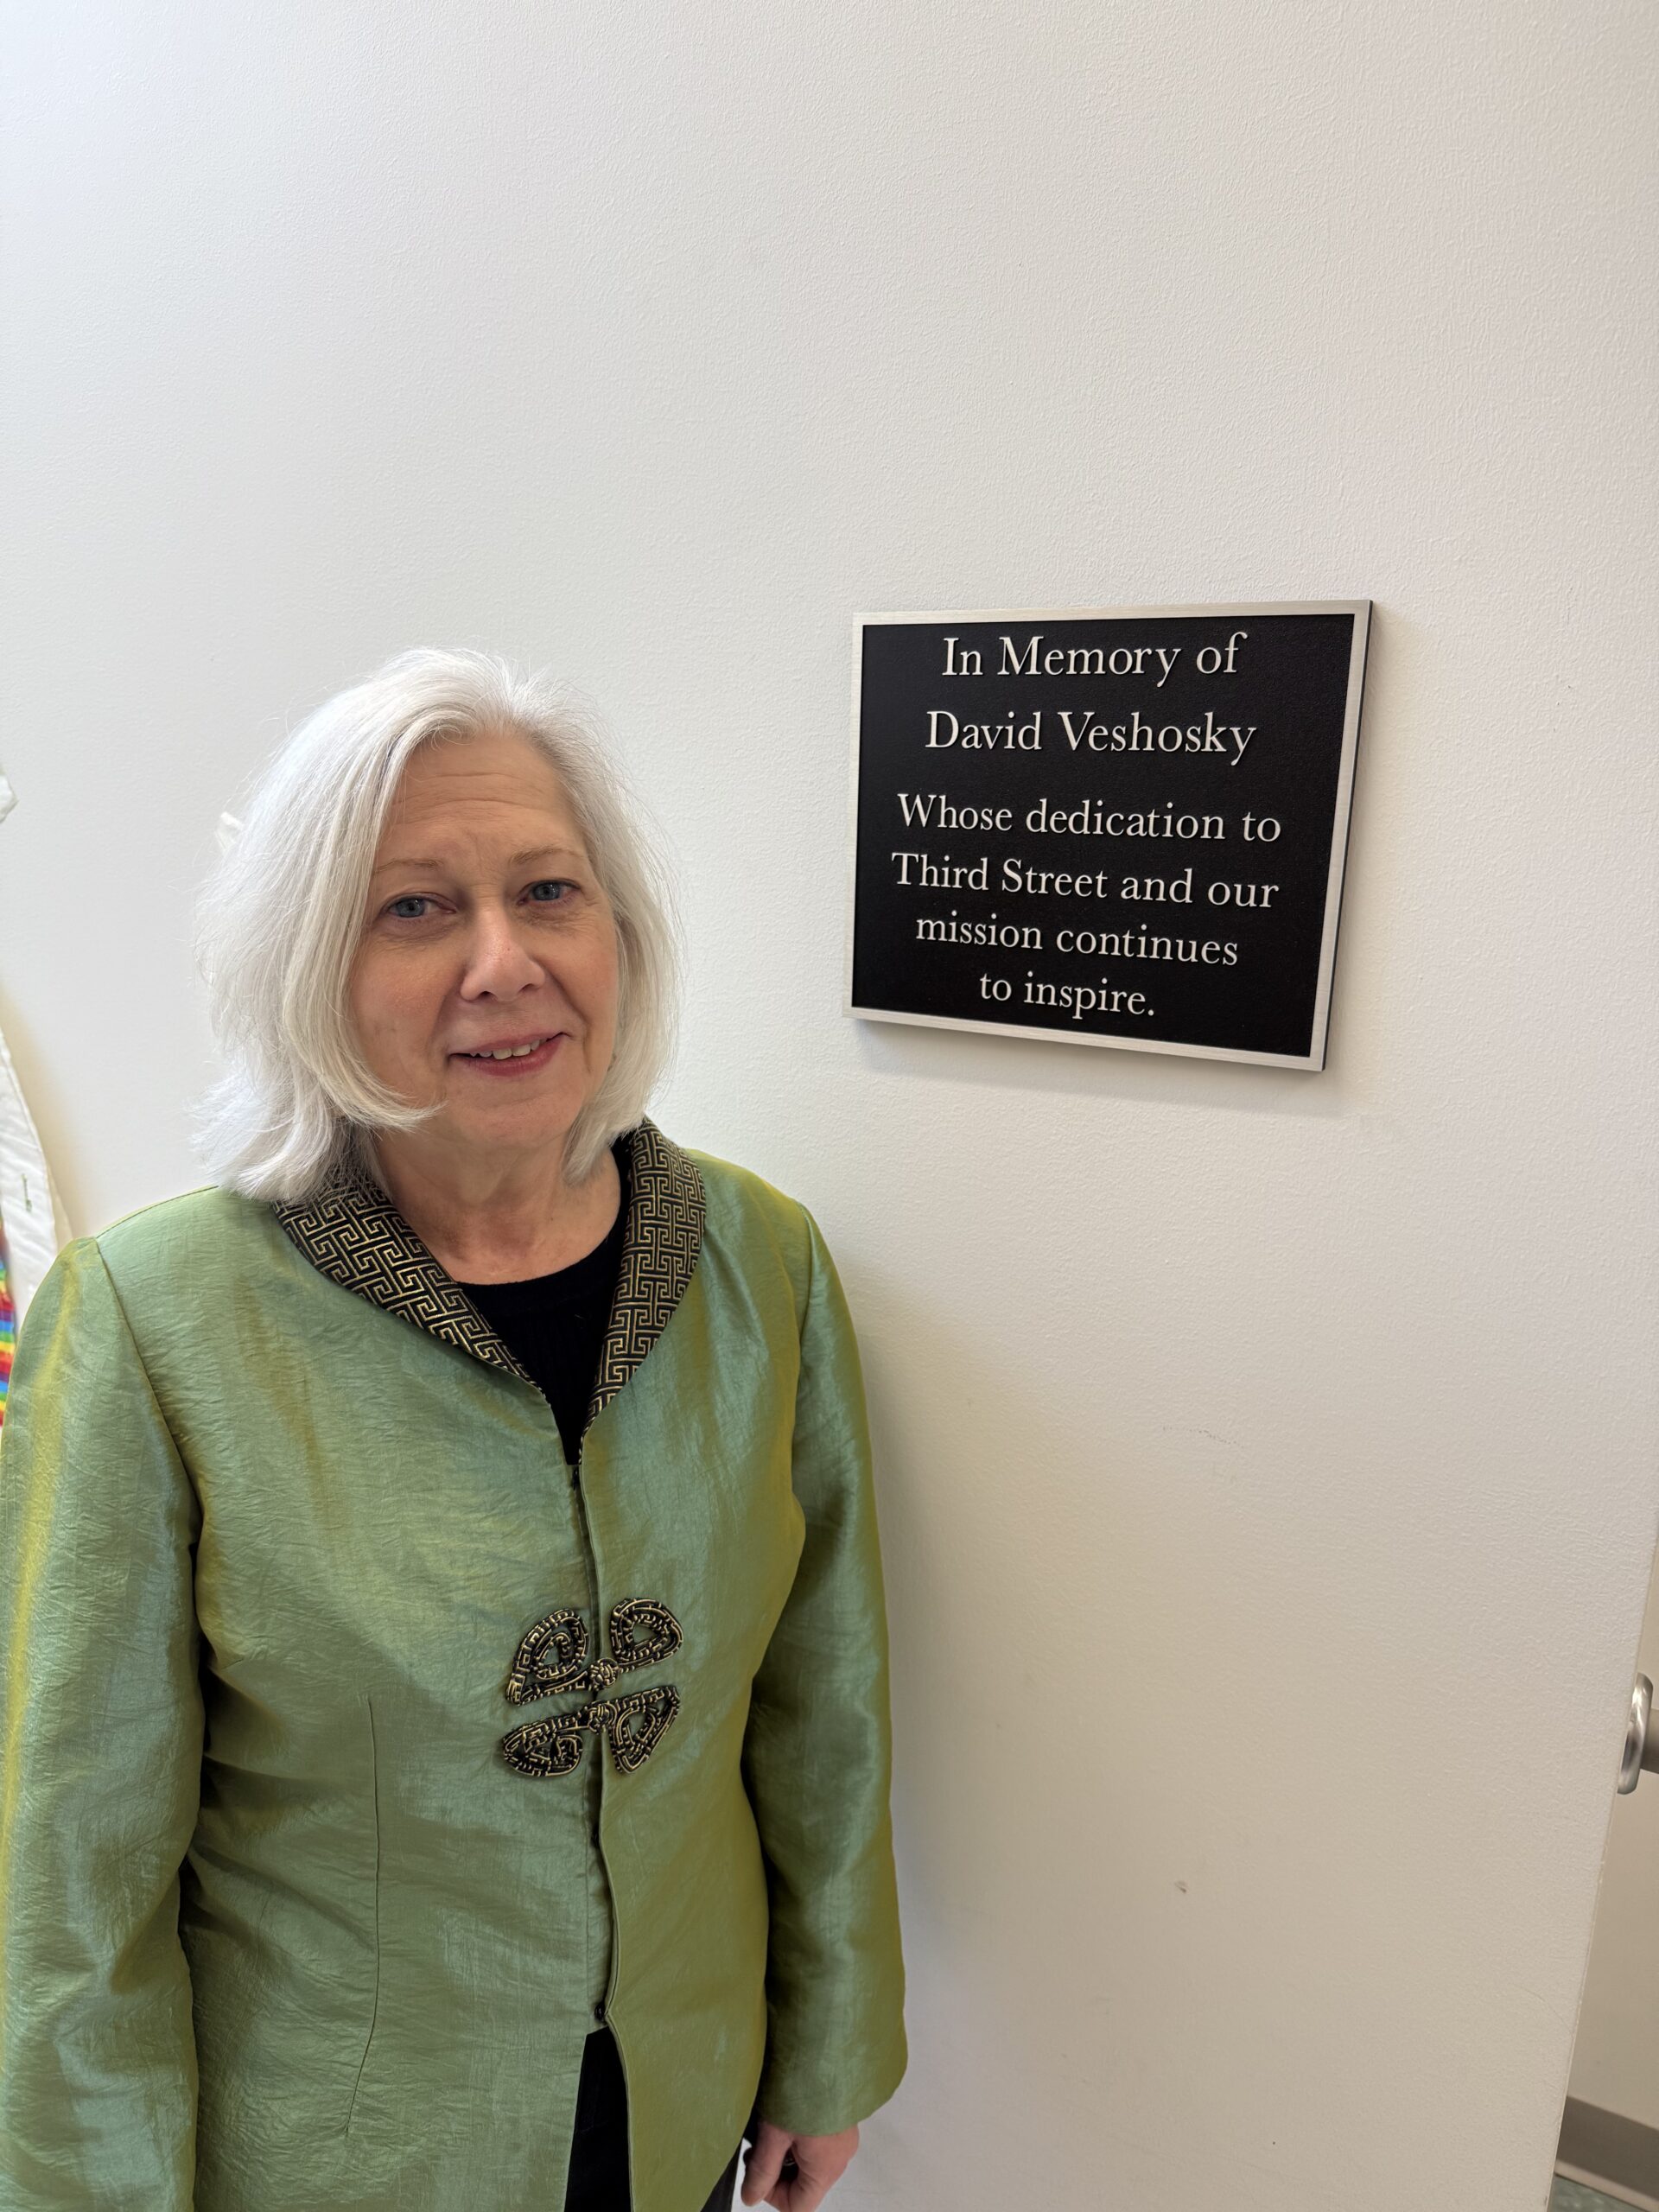 In Memory of
David Veshosky
Whose dedication to
Third Street and our
mission continues
to inspire.